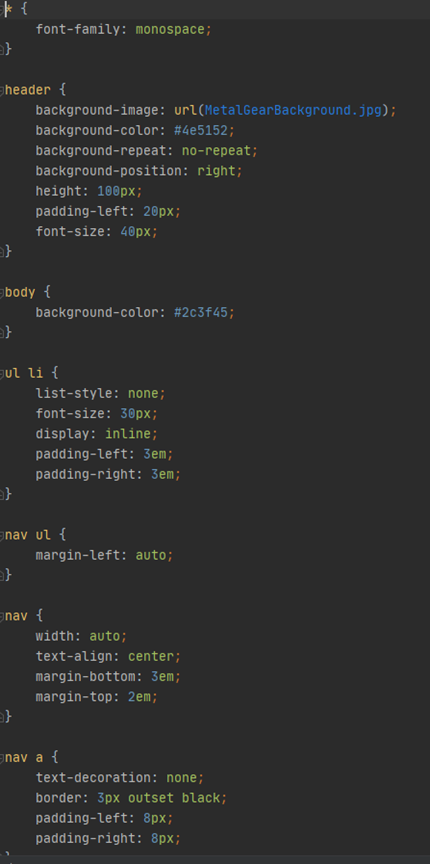 * {
    font-family: monospace;
}

header {
    background-image: url(MetalGearBackground.jpg);
    background-color: #4e5152;
    background-repeat: no-repeat;
    background-position: right;
    height: 100px;
    padding-left: 20px;
    font-size: 40px;
}

body {
    background-color: #2c3f45;
}

ul li {
    list-style: none;
    font-size: 30px;
    display: inline;
    padding-left: 3em;
    padding-right: 3em;
}

nav ul {
    margin-left: auto;
}

nav {
    width: auto;
    text-align: center;
    margin-bottom: 3em;
    margin-top: 2em;
}

nav a {
    text-decoration: none;
    border: 3px outset black;
    padding-left: 8px;
    padding-right: 8px;
}